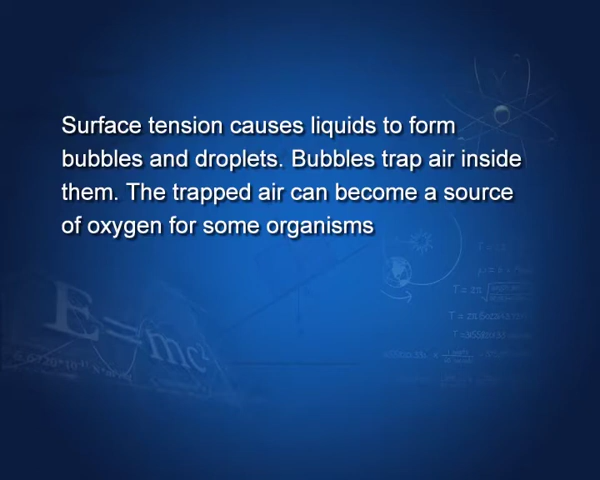 Surface tension causes liquids to form
bubbles and droplets. Bubbles trap air inside
them. The trapped air can become a source
of oxygen for some organisms
E=mc²